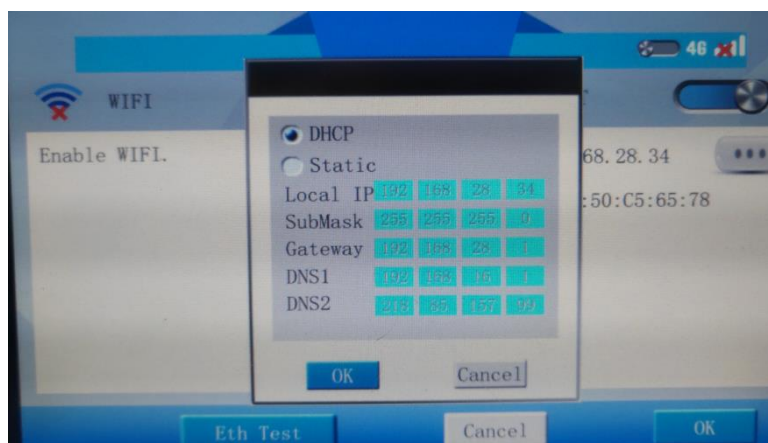 4G
WIFI
Enable WIFI.
68.28.34
:50:C5:65:78
DHCP
Static
Local IP 192 168 28 34
SubMask 255 255 255 0
Gateway 192 168 28 1
DNS1 192 168 16 1
DNS2 218 85 157 99
OK Cancel
Eth Test Cancel OK